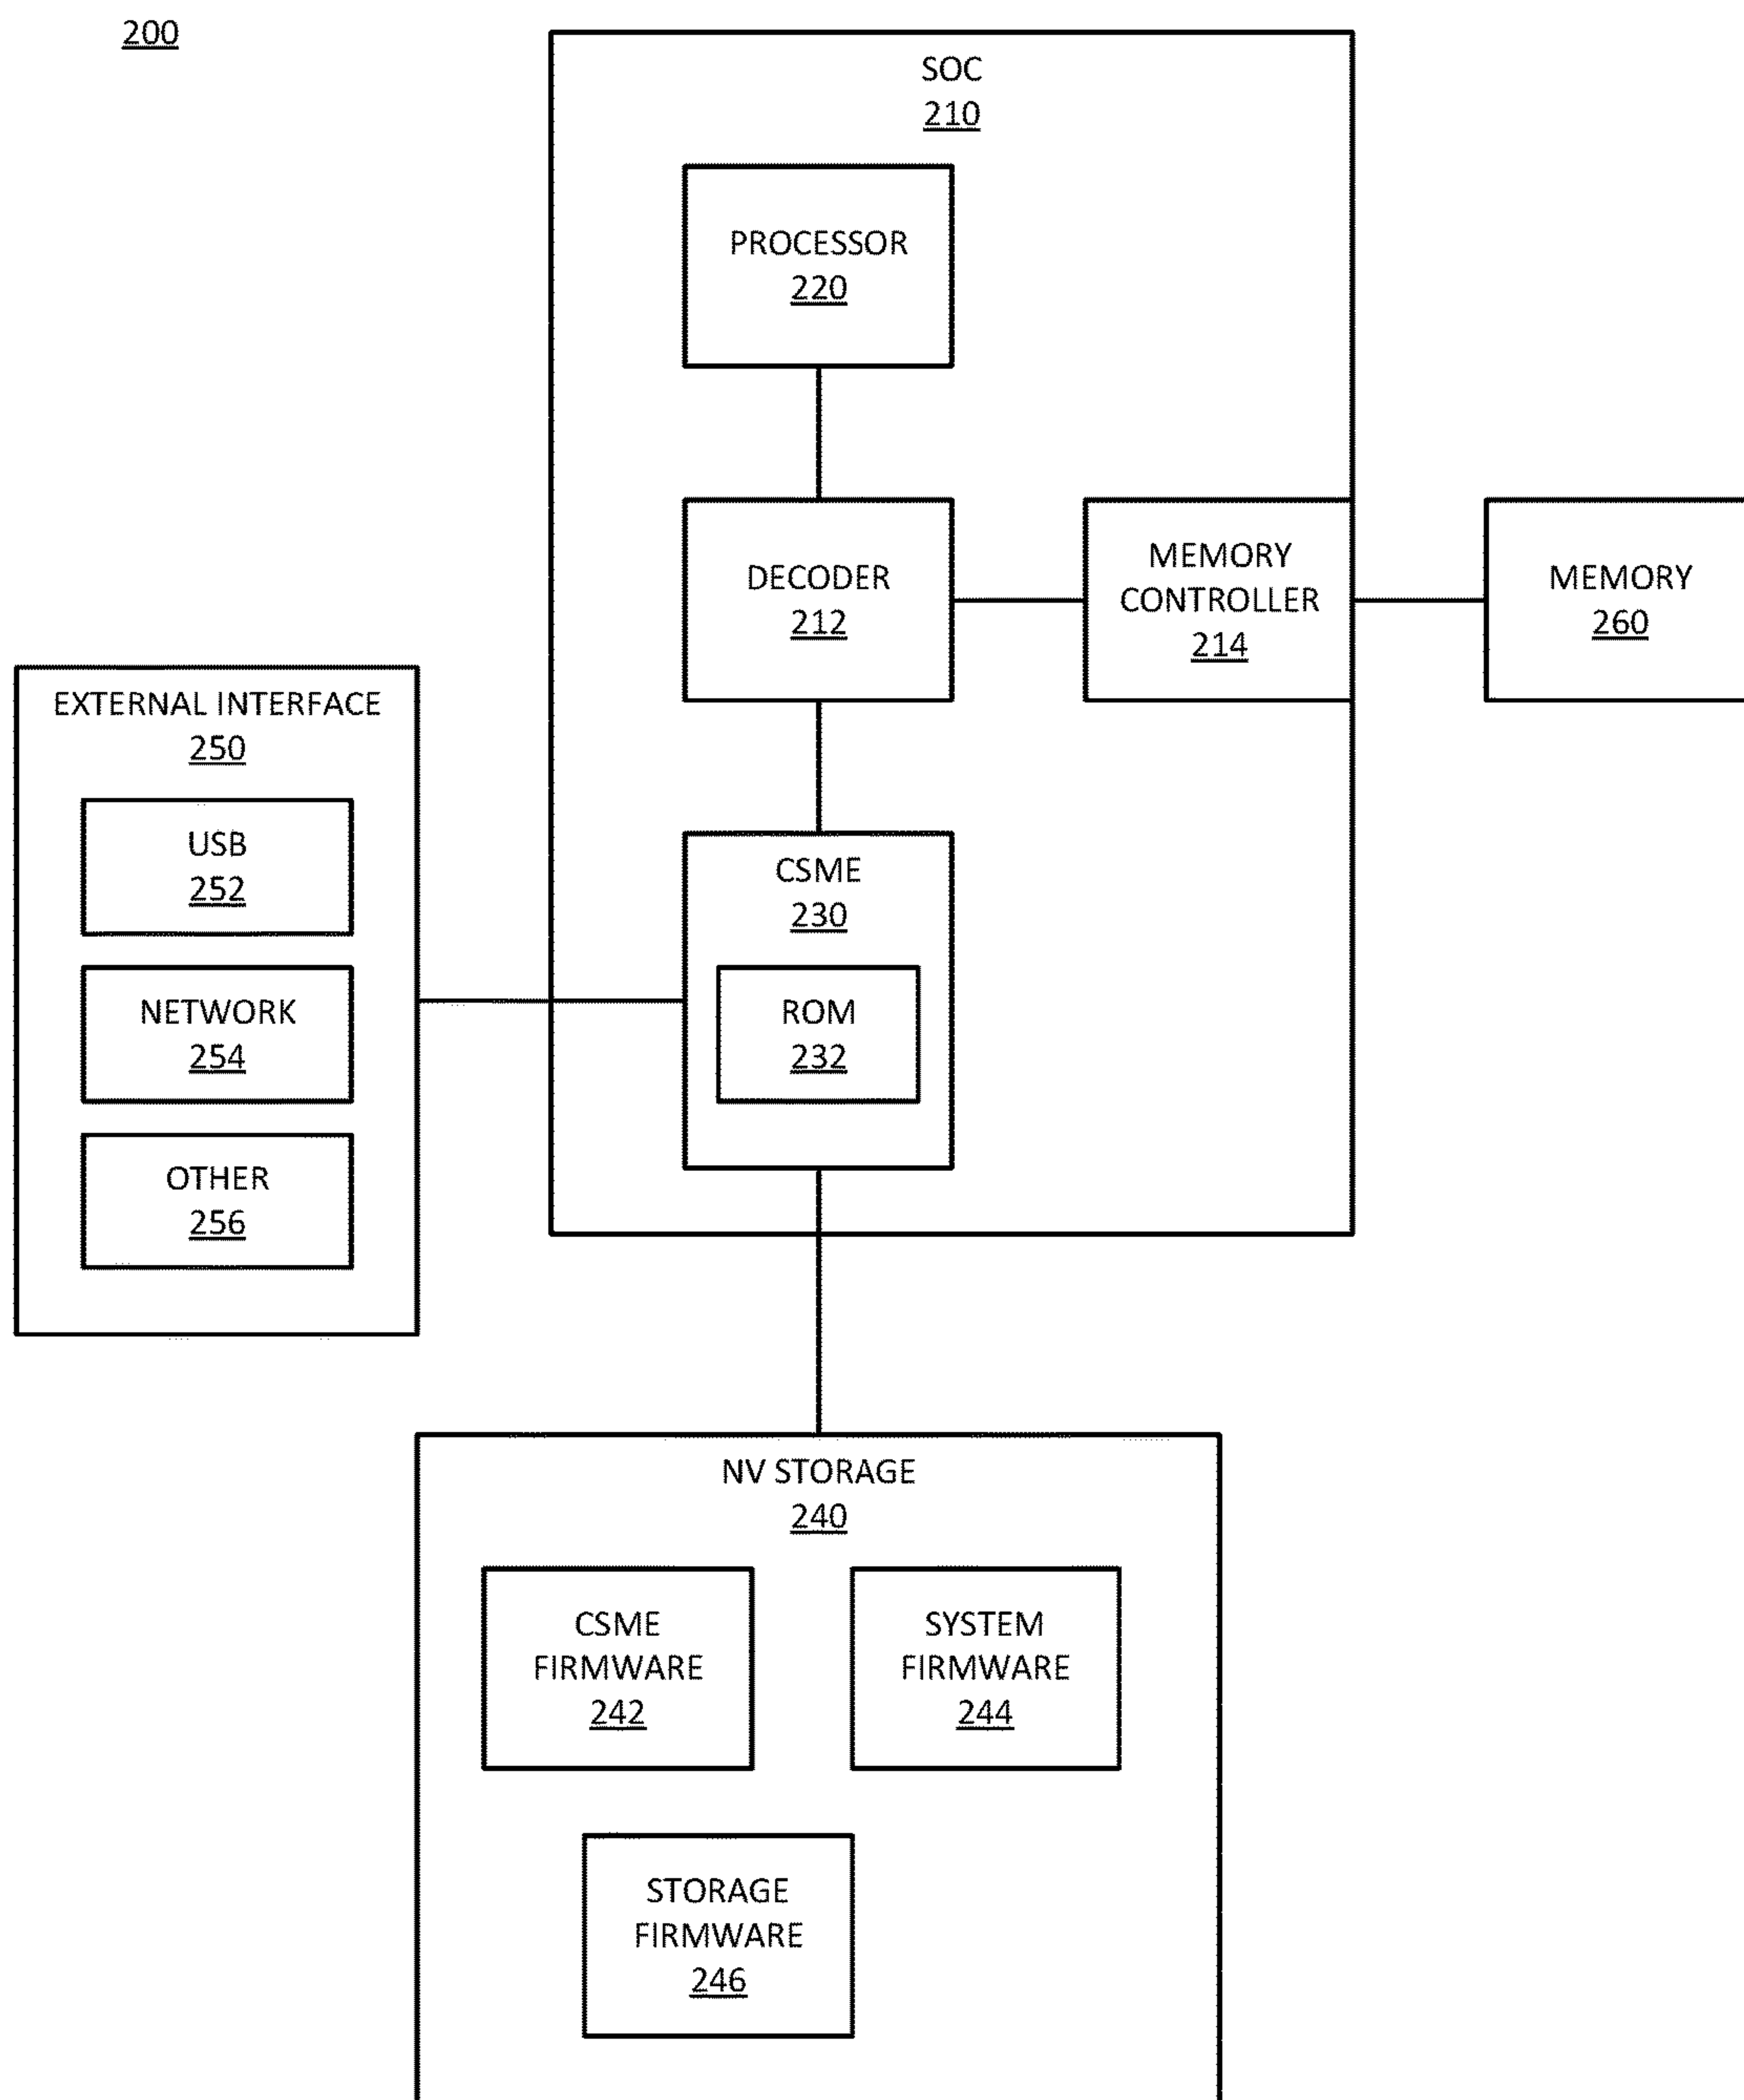 200
SOC
210
PROCESSOR
220
DECODER
212
MEMORY
CONTROLLER
214
MEMORY
260
EXTERNAL INTERFACE
250
USB
252
NETWORK
254
OTHER
256
CSME
230
ROM
232
NV STORAGE
240
CSME
FIRMWARE
242
SYSTEM
FIRMWARE
244
STORAGE
FIRMWARE
246